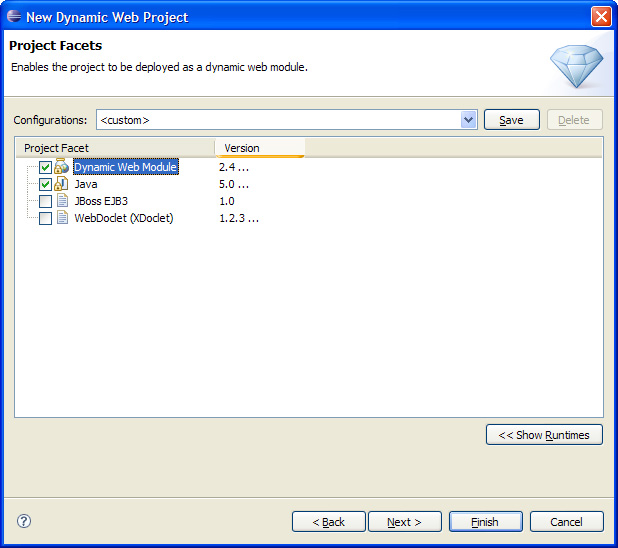 New Dynamic Web Project
Project Facets
Enables the project to be deployed as a dynamic web module.
Configurations: <custom> Save Delete
Project Facet Version
Dynamic Web Module 2.4 ...
Java 5.0 ...
JBoss EJB3 1.0
WebDoclet (XDoclet) 1.2.3 ...
<< Show Runtimes
? < Back Next > Finish Cancel